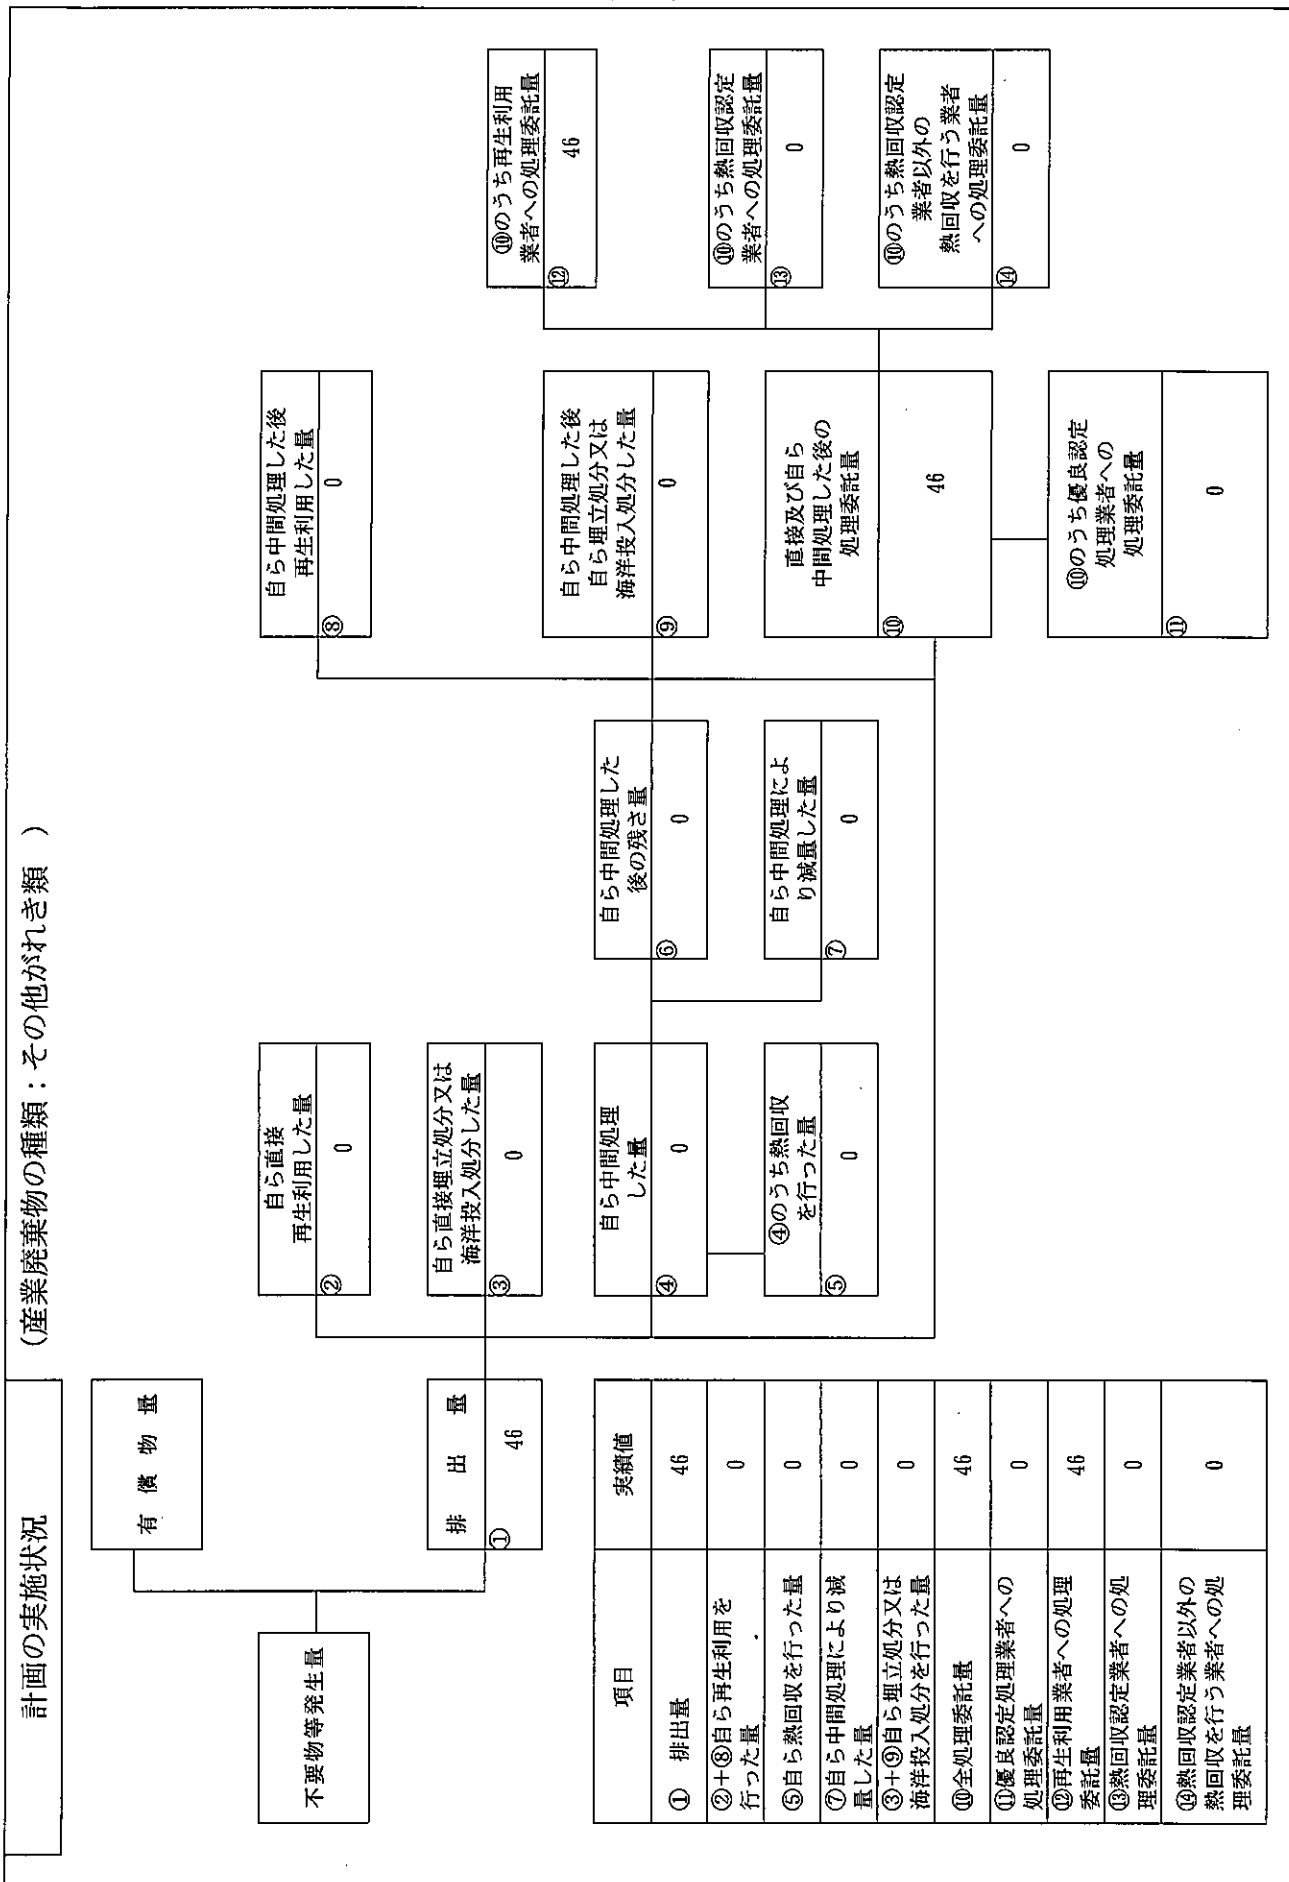 計画の実施状況
(産業廃棄物の種類：その他がれき類 )
不要物等発生量
有 償 物 量
排 出 量
①
46
自ら直接
再生利用した量
②
0
自ら直接埋立処分又は
海洋投入処分した量
③
0
自ら中間処理
した量
④
0
④のうち熱回収
を行った量
⑤
0
自ら中間処理した
後の残さ量
⑥
0
自ら中間処理によ
り減量した量
⑦
0
自ら中間処理した後
再生利用した量
⑧
0
自ら中間処理した後
自ら埋立処分又は
海洋投入処分した量
⑨
0
直接及び自ら
中間処理した後の
処理委託量
⑩
46
⑩のうち優良認定
処理業者への
処理委託量
⑪
0
⑩のうち再生利用
業者への処理委託量
⑫
46
⑩のうち熱回収認定
業者への処理委託量
⑬
0
⑩のうち熱回収認定
業者以外の
熱回収を行う業者
への処理委託量
⑭
0
項目 実績値
① 排出量 46
②+⑧自ら再生利用を
行った量 0
⑤自ら熱回収を行った量 0
⑦自ら中間処理により減
量した量 0
③+⑨自ら埋立処分又は
海洋投入処分を行った量 0
⑩全処理委託量 46
⑪優良認定処理業者への
処理委託量 0
⑫再生利用業者への処理
委託量 46
⑬熱回収認定業者への処
理委託量 0
⑭熱回収認定業者以外の
熱回収を行う業者への処
理委託量 0